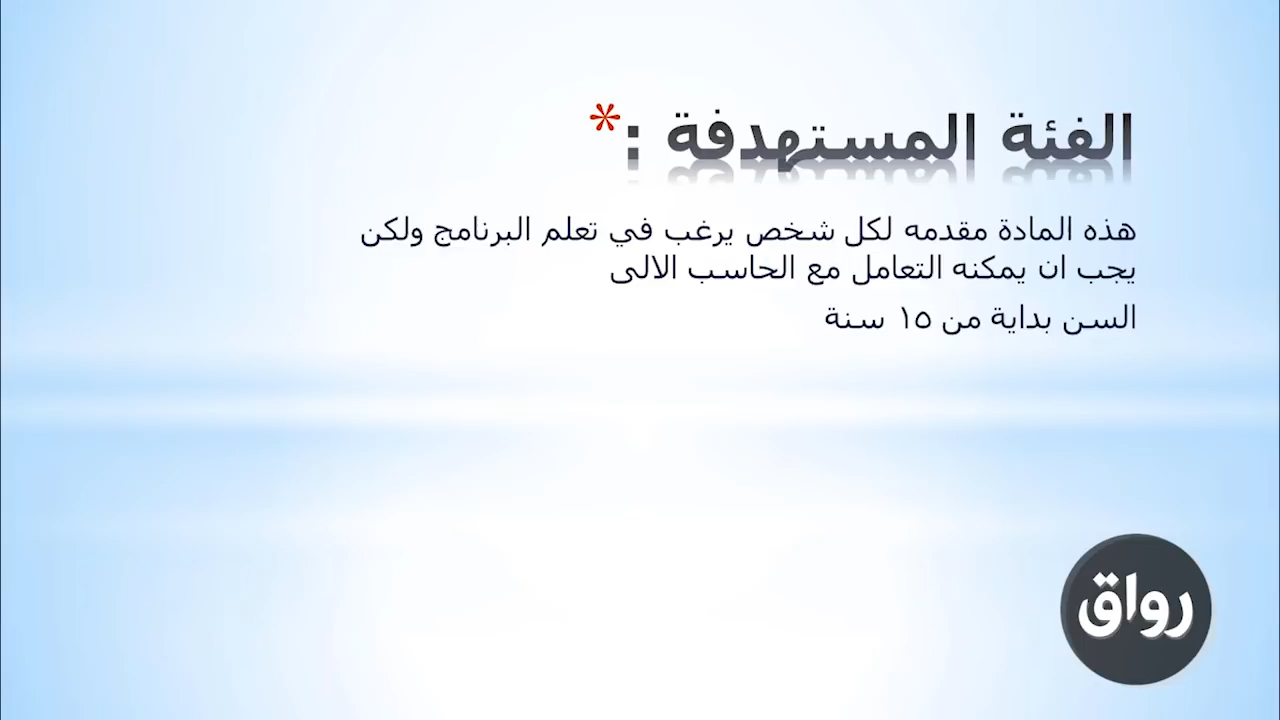 الفئة المستهدفة :*
هذه المادة مقدمه لكل شخص يرغب في تعلم البرنامج ولكن
يجب ان يمكنه التعامل مع الحاسب الالى
السن بداية من ١٥ سنة
رواق